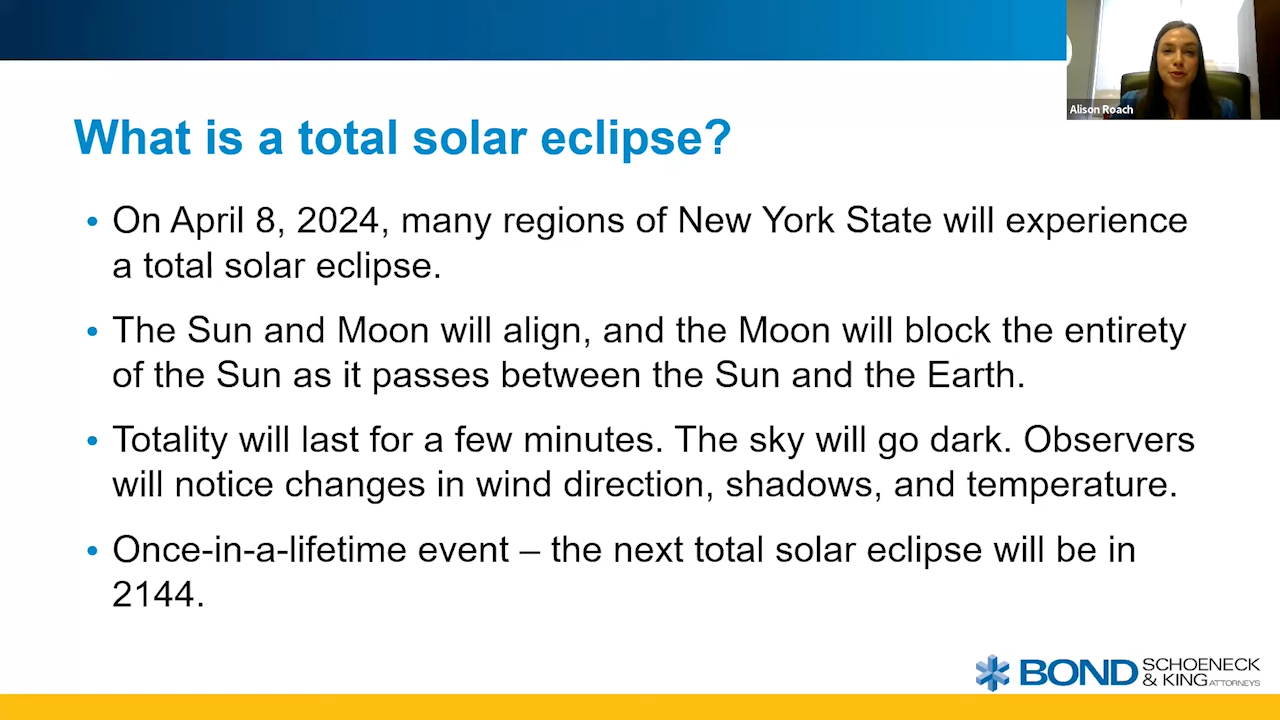 Alison Roach
What is a total solar eclipse?
• On April 8, 2024, many regions of New York State will experience
a total solar eclipse.
• The Sun and Moon will align, and the Moon will block the entirety
of the Sun as it passes between the Sun and the Earth.
• Totality will last for a few minutes. The sky will go dark. Observers
will notice changes in wind direction, shadows, and temperature.
• Once-in-a-lifetime event – the next total solar eclipse will be in
2144.
BOND SCHOENECK
& KING ATTORNEYS